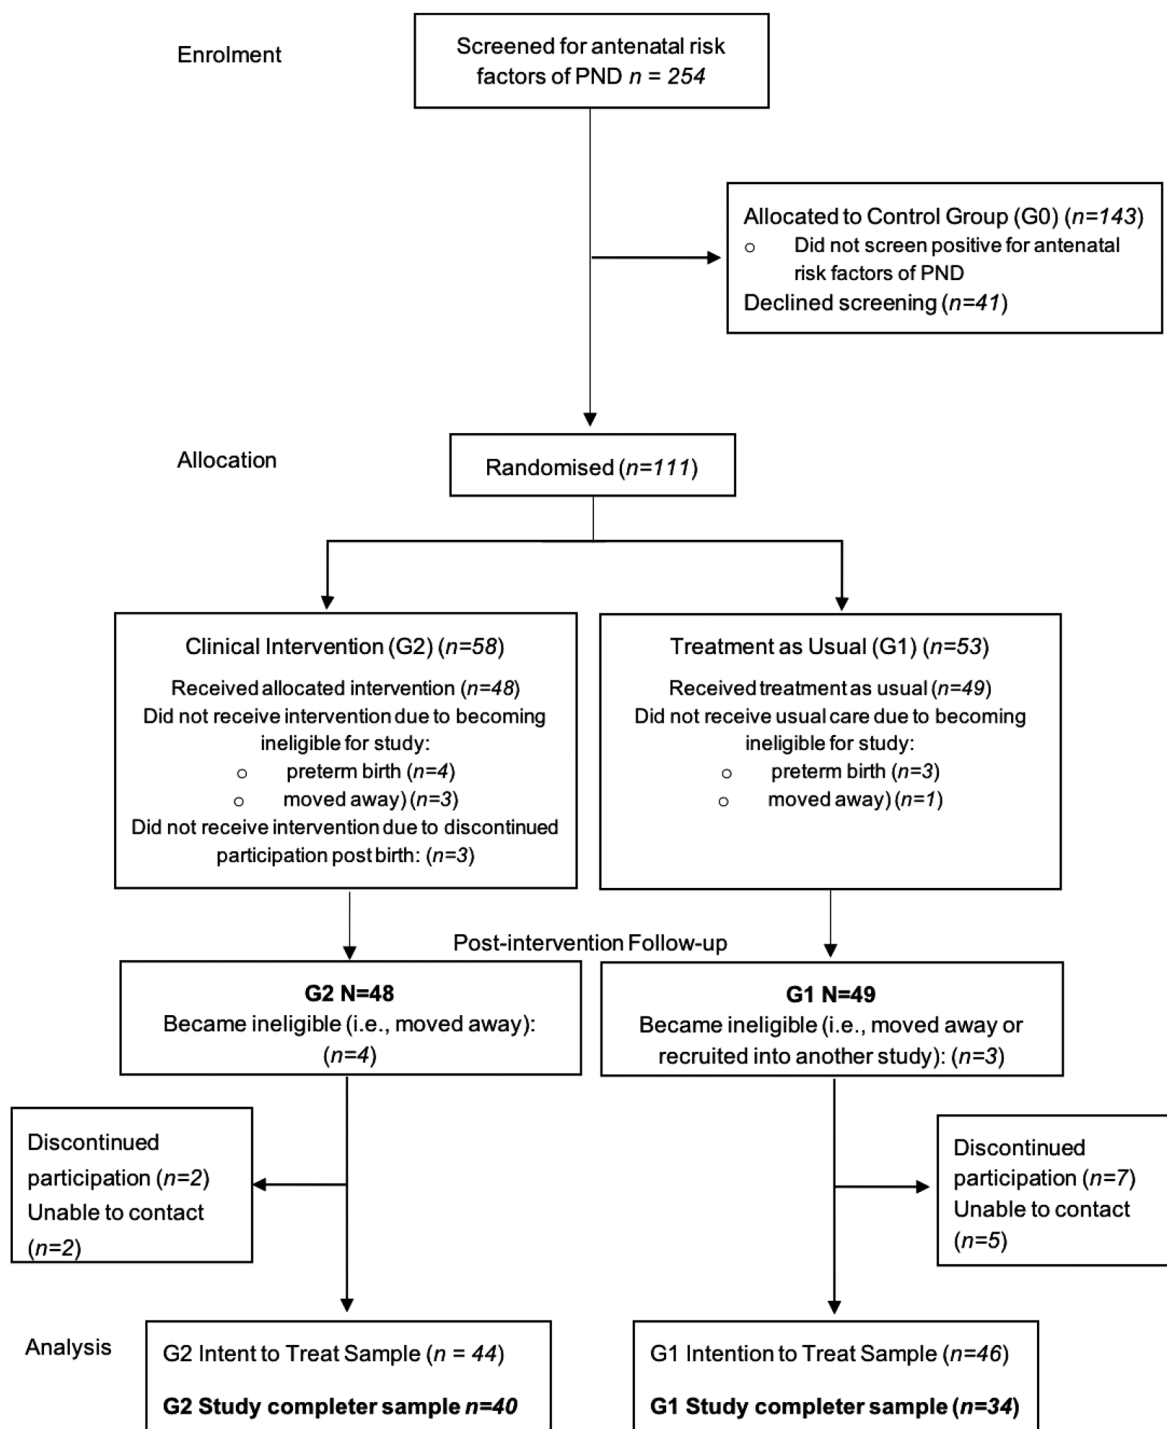 Enrolment
Screened for antenatal risk
factors of PND n = 254
Allocated to Control Group (G0) (n=143)
o Did not screen positive for antenatal
risk factors of PND
Declined screening (n=41)
Allocation
Randomised (n=111)
Clinical Intervention (G2) (n=58)
Received allocated intervention (n=48)
Did not receive intervention due to becoming
ineligible for study:
o preterm birth (n=4)
o moved away) (n=3)
Did not receive intervention due to discontinued
participation post birth: (n=3)
Treatment as Usual (G1) (n=53)
Received treatment as usual (n=49)
Did not receive usual care due to becoming
ineligible for study:
o preterm birth (n=3)
o moved away) (n=1)
Post-intervention Follow-up
G2 N=48
Became ineligible (i.e., moved away):
(n=4)
G1 N=49
Became ineligible (i.e., moved away or
recruited into another study): (n=3)
Discontinued
participation (n=2)
Unable to contact
(n=2)
Discontinued
participation (n=7)
Unable to contact
(n=5)
Analysis
G2 Intent to Treat Sample (n = 44)
G2 Study completer sample n=40
G1 Intention to Treat Sample (n=46)
G1 Study completer sample (n=34)